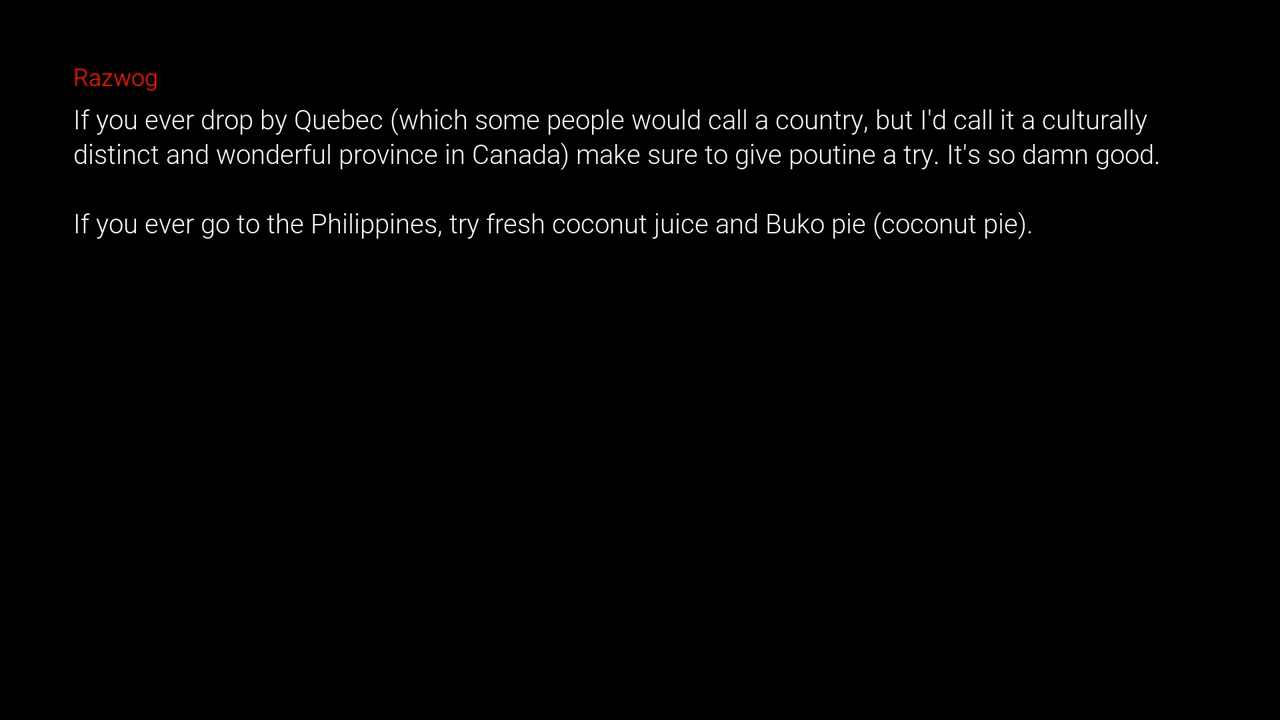 Razwog
If you ever drop by Quebec (which some people would call a country, but I'd call it a culturally
distinct and wonderful province in Canada) make sure to give poutine a try. It's so damn good.
If you ever go to the Philippines, try fresh coconut juice and Buko pie (coconut pie).